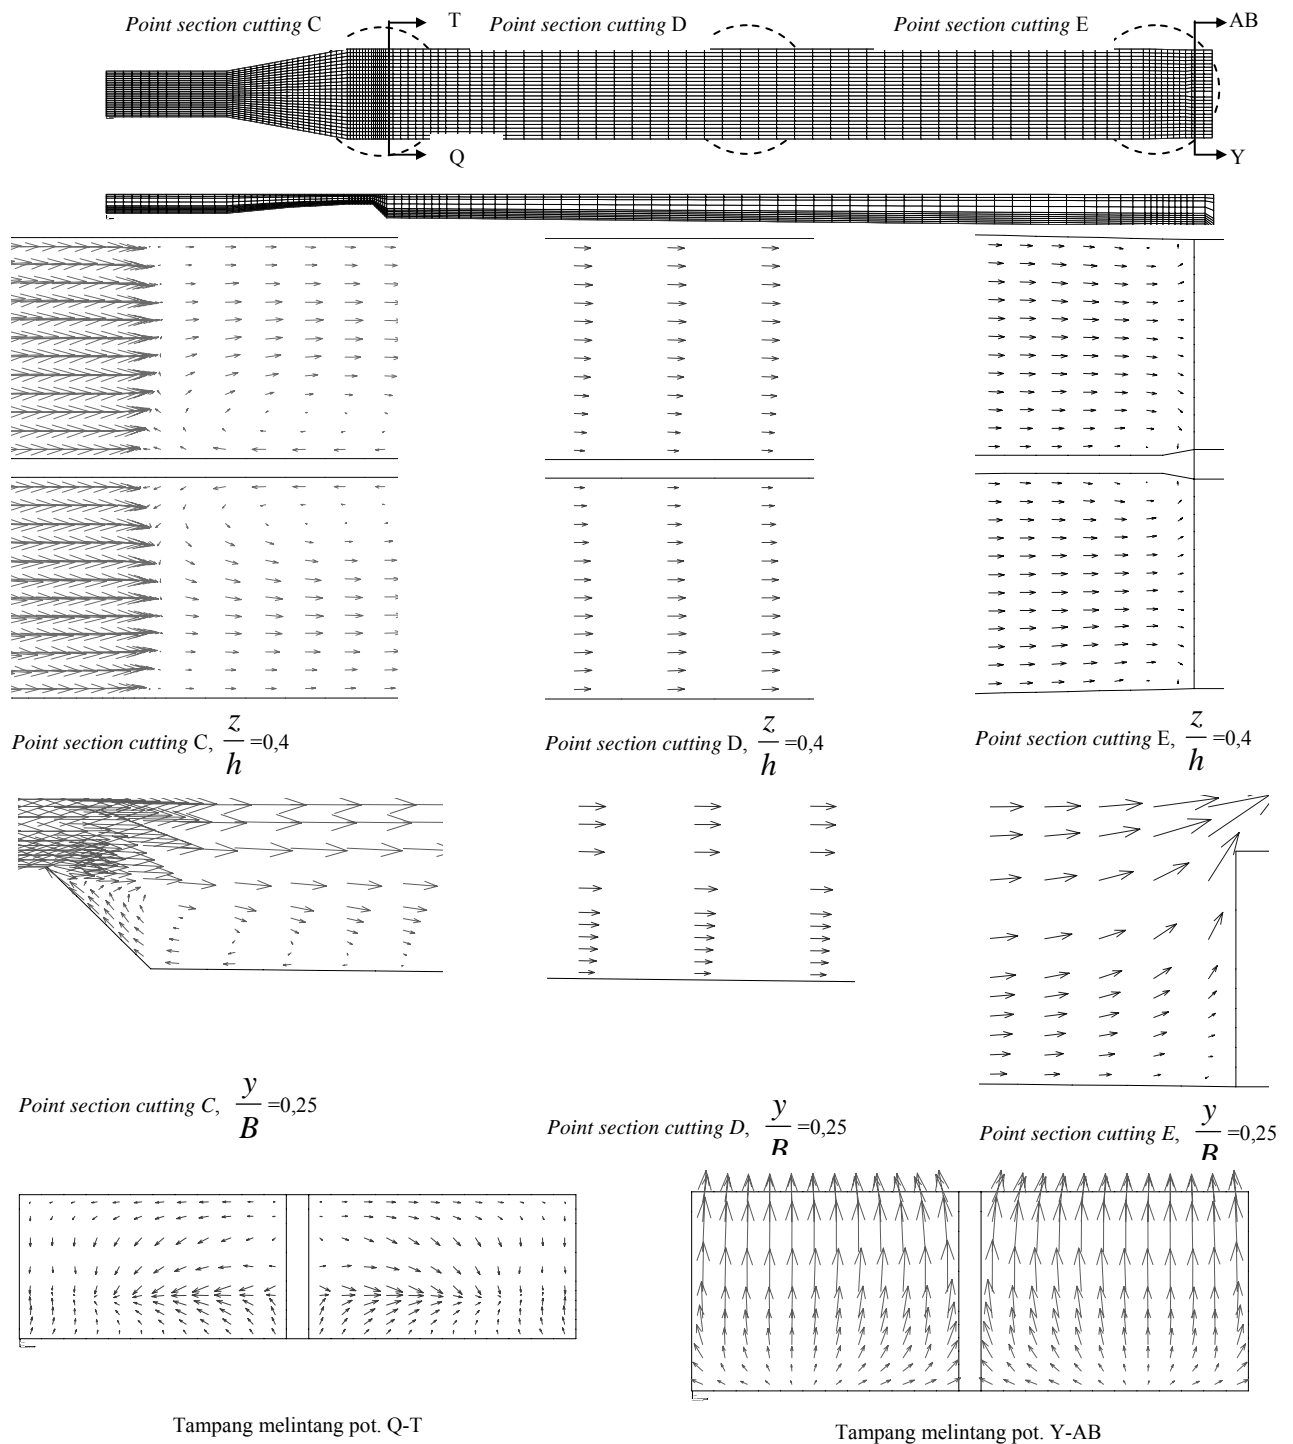 Point section cutting C
T
Point section cutting D
Point section cutting E
AB
Q
Y
Point section cutting C, z/h =0,4
Point section cutting D, z/h =0,4
Point section cutting E, z/h =0,4
Point section cutting C, y/B =0,25
Point section cutting D, y/B =0,25
Point section cutting E, y/B =0,25
Tampang melintang pot. Q-T
Tampang melintang pot. Y-AB